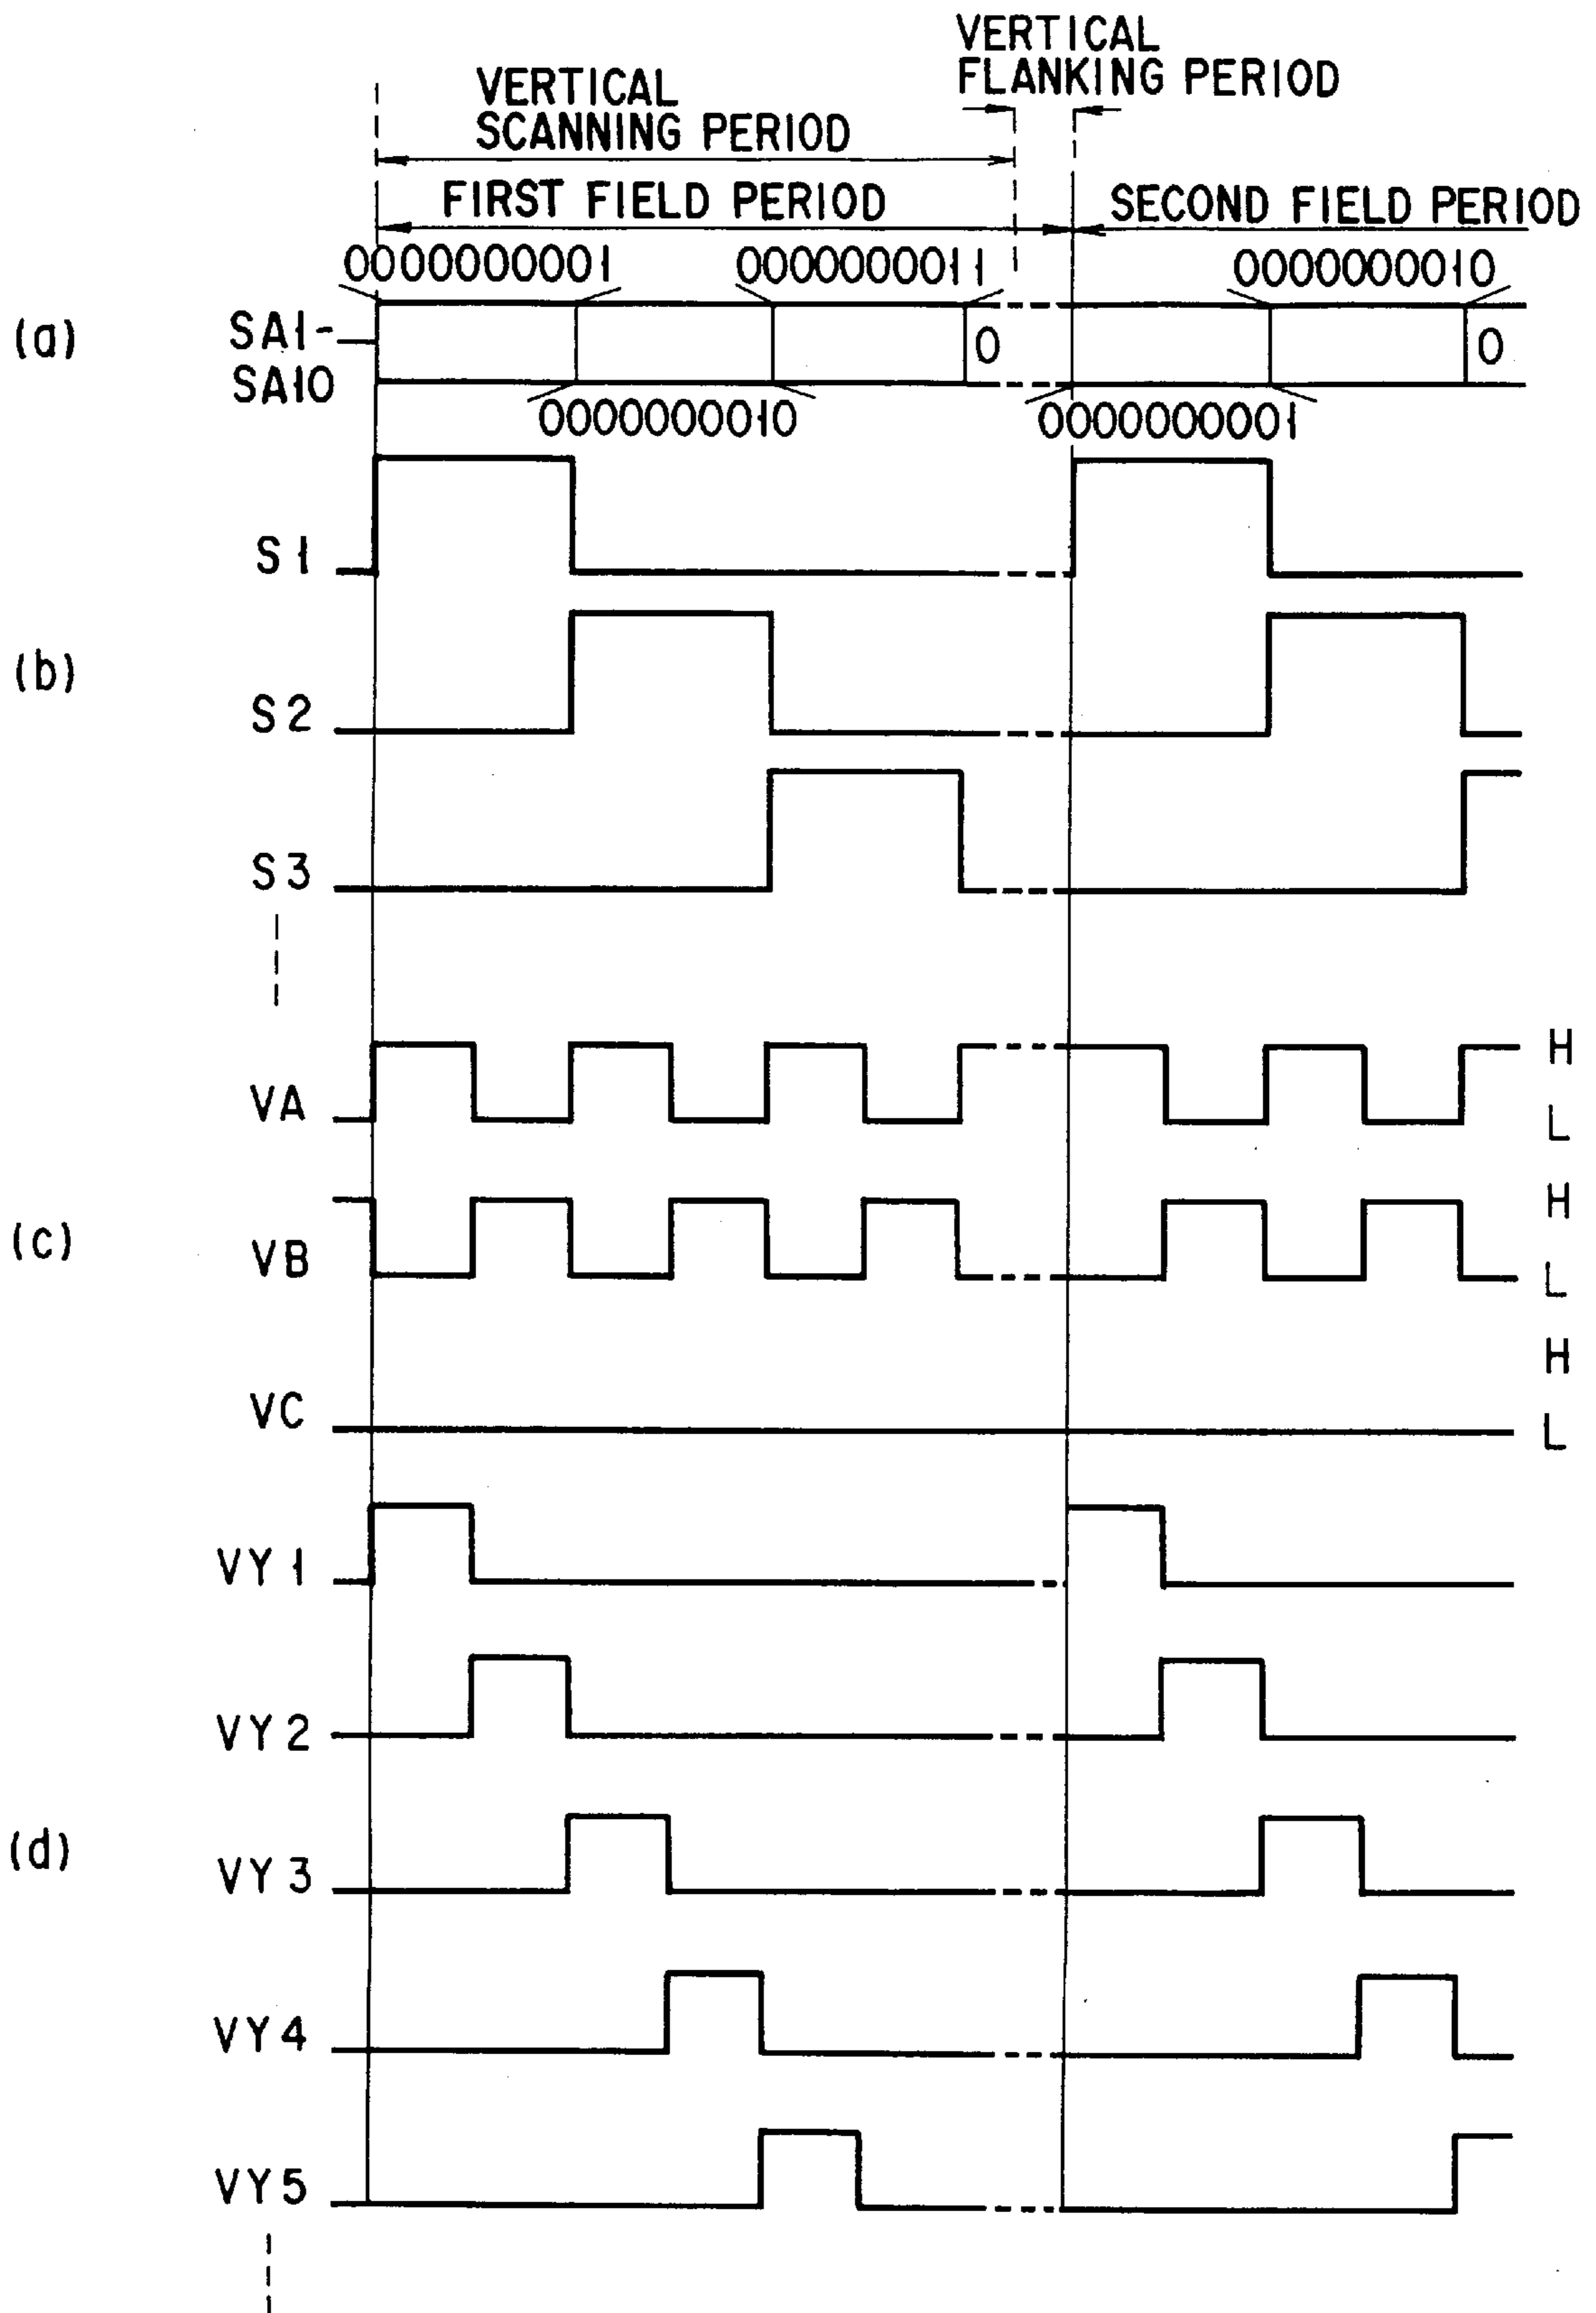 VERTICAL
FLANKING PERIOD
VERTICAL
SCANNING PERIOD
FIRST FIELD PERIOD
SECOND FIELD PERIOD
0000000001
0000000011
0000000010
(a)
SA1-
SA10
0
0
0000000010
0000000001
S1
(b)
S2
S3
VA
H
L
(c)
VB
H
L
VC
H
L
VY1
VY2
(d)
VY3
VY4
VY5